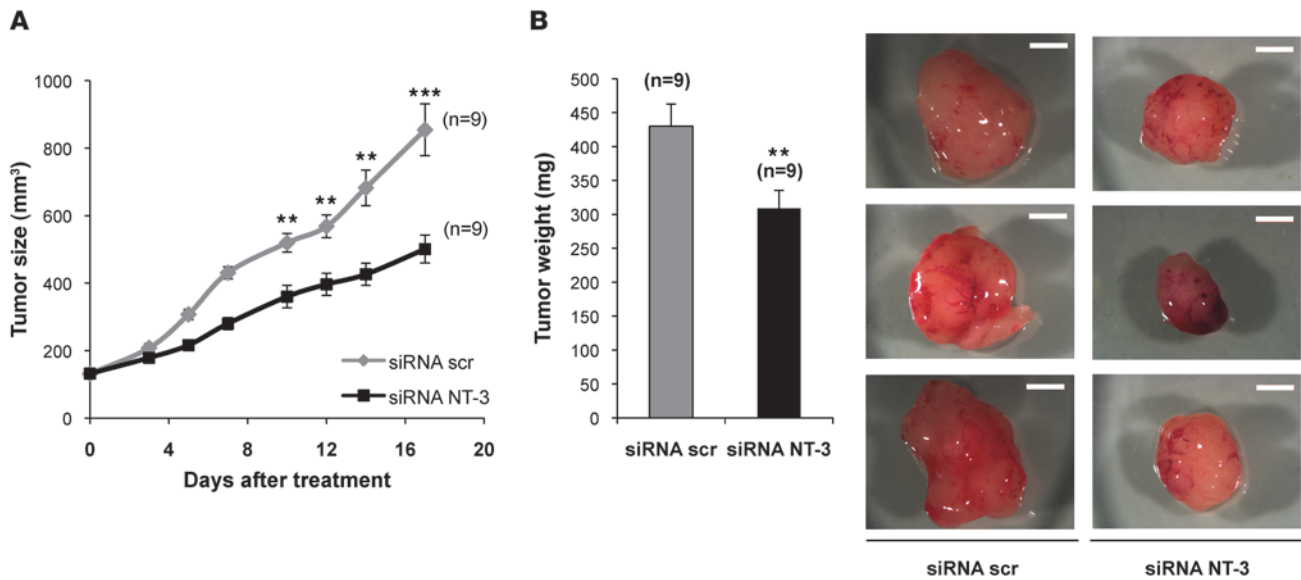 A
Tumor size (mm³)
1000
800
600
400
200
0
0 4 8 12 16 20
Days after treatment
** ** ** ***
(n=9)
(n=9)
siRNA scr
siRNA NT-3
B
Tumor weight (mg)
500
450
400
350
300
250
200
150
100
50
0
(n=9)
**
(n=9)
siRNA scr siRNA NT-3
siRNA scr siRNA NT-3